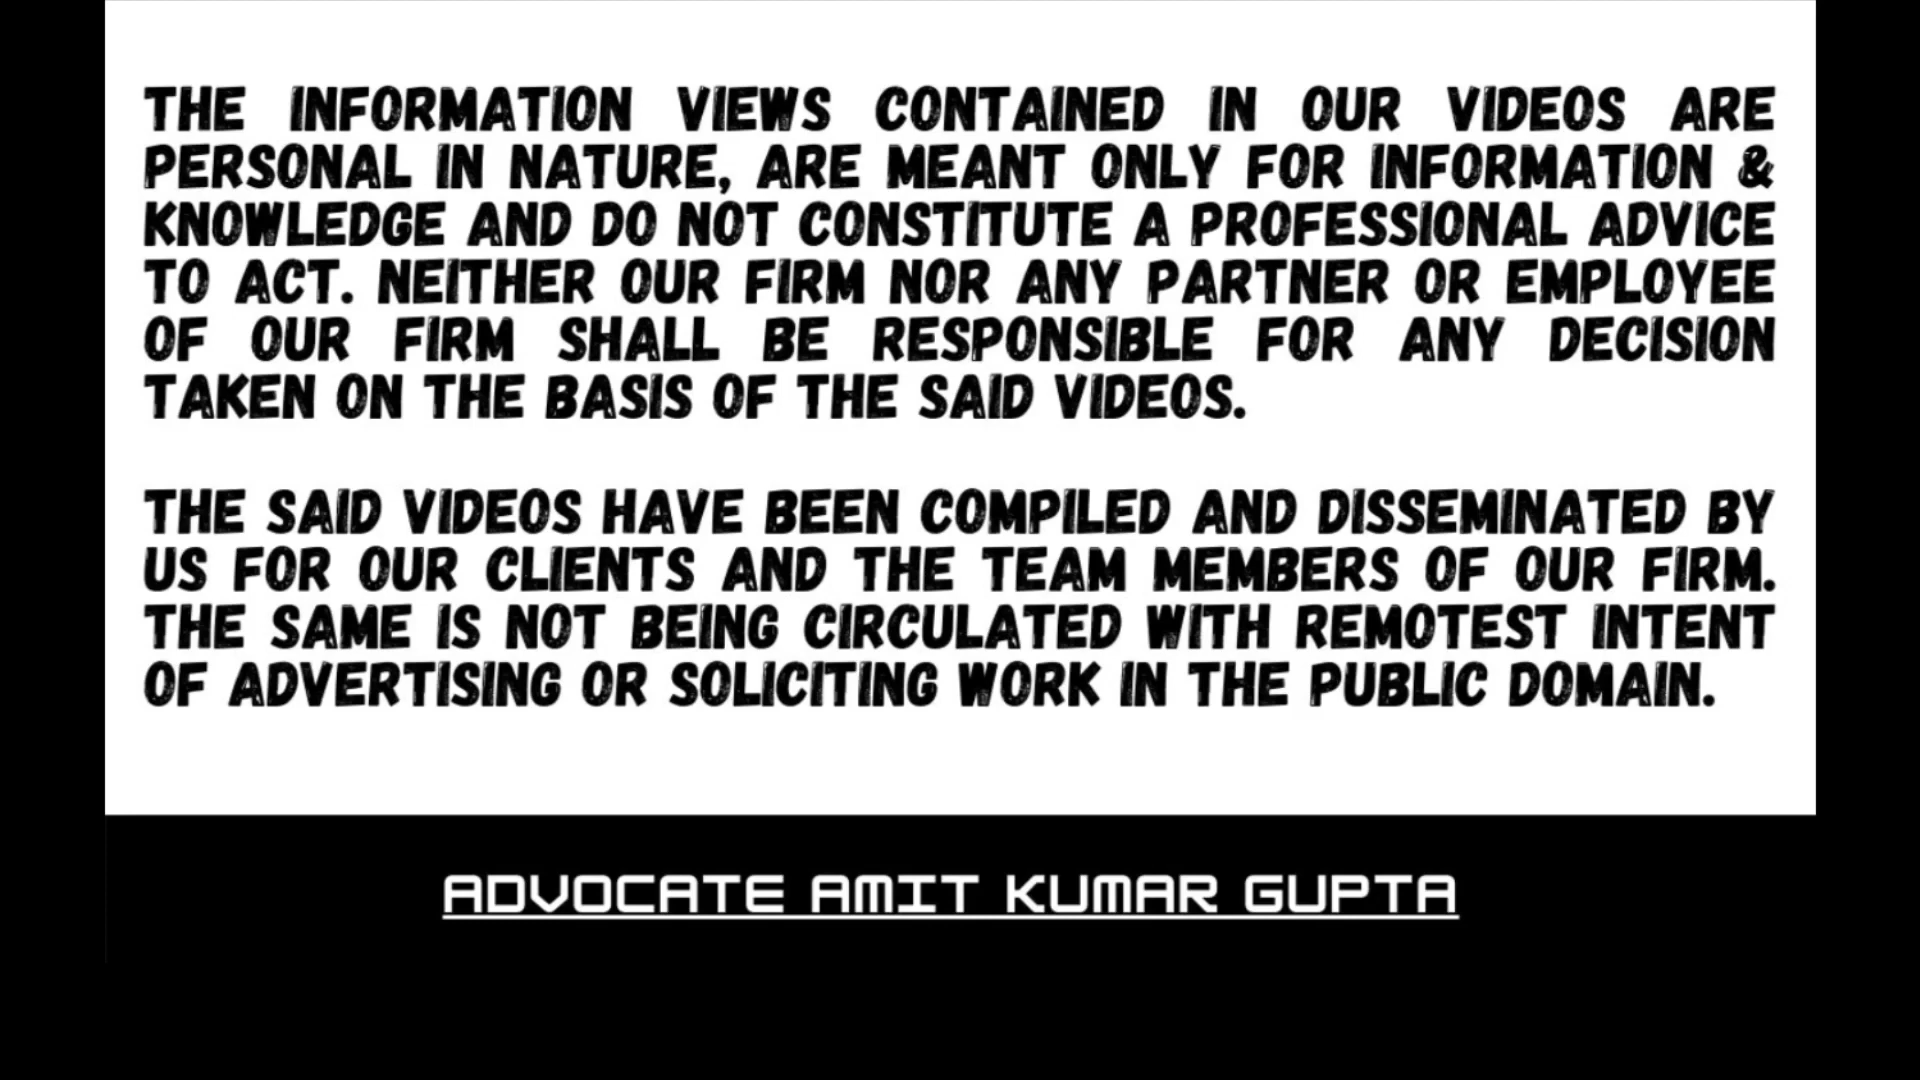 THE INFORMATION VIEWS CONTAINED IN OUR VIDEOS ARE
PERSONAL IN NATURE, ARE MEANT ONLY FOR INFORMATION &
KNOWLEDGE AND DO NOT CONSTITUTE A PROFESSIONAL ADVICE
TO ACT. NEITHER OUR FIRM NOR ANY PARTNER OR EMPLOYEE
OF OUR FIRM SHALL BE RESPONSIBLE FOR ANY DECISION
TAKEN ON THE BASIS OF THE SAID VIDEOS.
THE SAID VIDEOS HAVE BEEN COMPILED AND DISSEMINATED BY
US FOR OUR CLIENTS AND THE TEAM MEMBERS OF OUR FIRM.
THE SAME IS NOT BEING CIRCULATED WITH REMOTEST INTENT
OF ADVERTISING OR SOLICITING WORK IN THE PUBLIC DOMAIN.
ADVOCATE AMIT KUMAR GUPTA